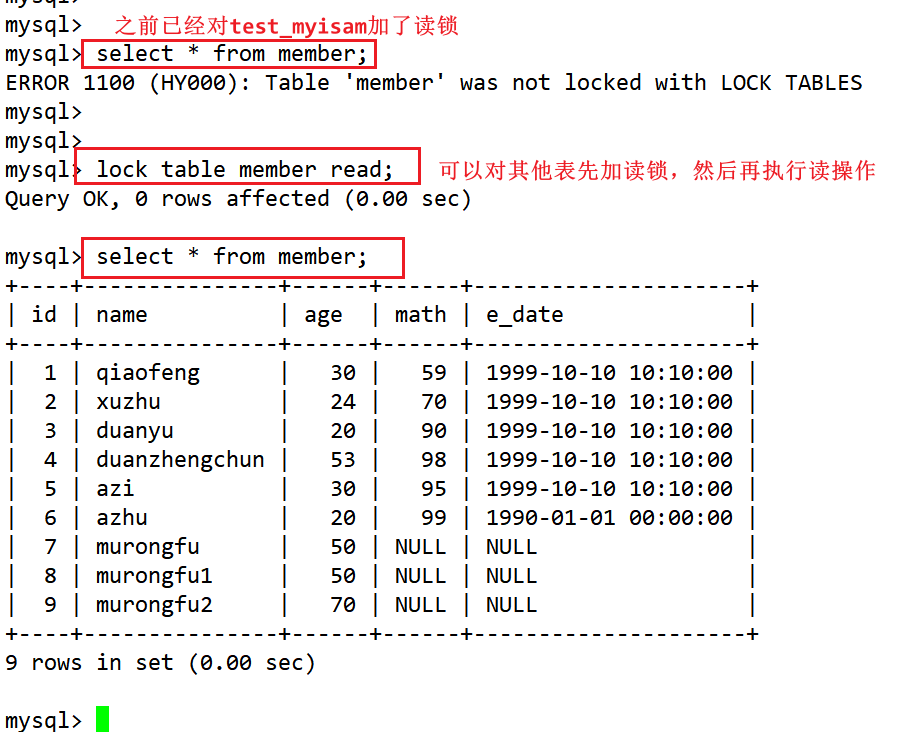 mysql>
mysql> 之前已经对test_myisam加了读锁
mysql> select * from member;
ERROR 1100 (HY000): Table 'member' was not locked with LOCK TABLES
mysql>
mysql>
mysql> lock table member read; 可以对其他表先加读锁，然后再执行读操作
Query OK, 0 rows affected (0.00 sec)
mysql> select * from member;
+----+---------------+------+------+---------------------+
| id | name          | age  | math | e_date              |
+----+---------------+------+------+---------------------+
|  1 | qiaofeng      |   30 |   59 | 1999-10-10 10:10:00 |
|  2 | xuzhu         |   24 |   70 | 1999-10-10 10:10:00 |
|  3 | duanyu        |   20 |   90 | 1999-10-10 10:10:00 |
|  4 | duanzhengchun |   53 |   98 | 1999-10-10 10:10:00 |
|  5 | azi           |   30 |   95 | 1999-10-10 10:10:00 |
|  6 | azhu          |   20 |   99 | 1990-01-01 00:00:00 |
|  7 | murongfu      |   50 | NULL | NULL                |
|  8 | murongfu1     |   50 | NULL | NULL                |
|  9 | murongfu2     |   70 | NULL | NULL                |
+----+---------------+------+------+---------------------+
9 rows in set (0.00 sec)
mysql>